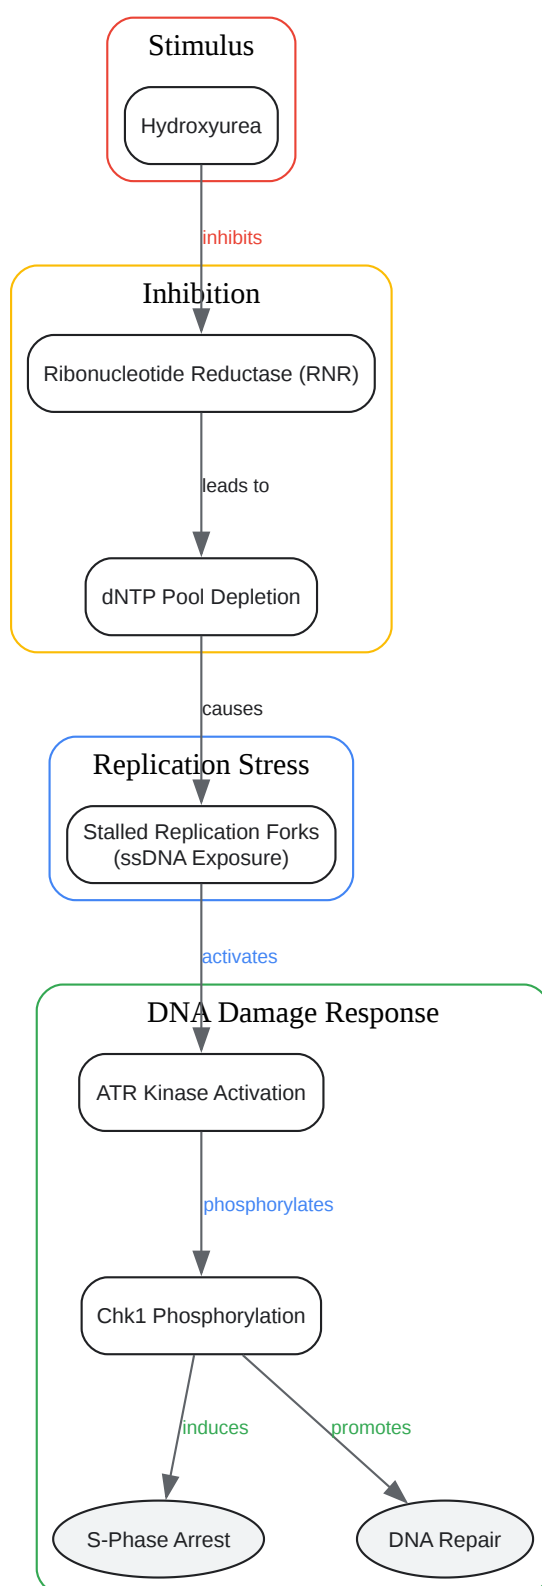 Stimulus
Hydroxyurea
inhibits
Inhibition
Ribonucleotide Reductase (RNR)
leads to
dNTP Pool Depletion
causes
Replication Stress
Stalled Replication Forks
(ssDNA Exposure)
activates
DNA Damage Response
ATR Kinase Activation
phosphorylates
Chk1 Phosphorylation
induces
promotes
S-Phase Arrest
DNA Repair